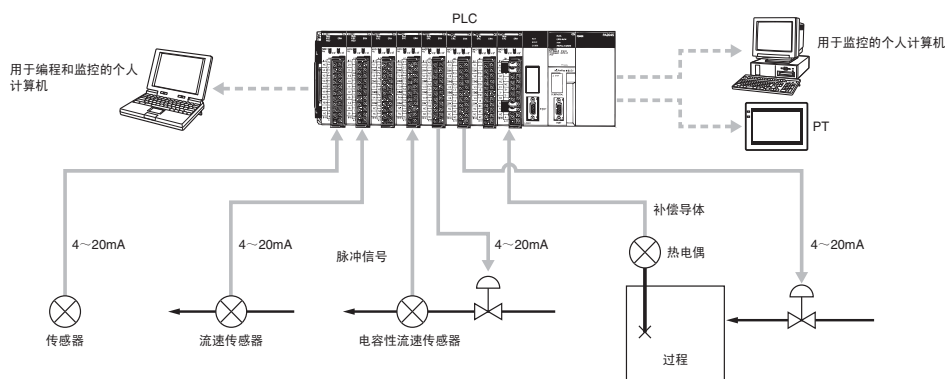 PLC
用于编程和监控的个人
计算机
用于监控的个人计算机
PT
补偿导体
4～20mA
4～20mA
脉冲信号
4～20mA
热电偶
4～20mA
传感器
流速传感器
电容性流速传感器
过程